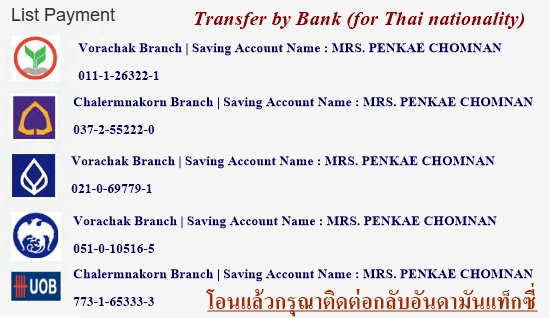 List Payment
Transfer by Bank (for Thai nationality)
Vorachak Branch | Saving Account Name : MRS. PENKAE CHOMNAN
011-1-26322-1
Chalermnakorn Branch | Saving Account Name : MRS. PENKAE CHOMNAN
037-2-55222-0
Vorachak Branch | Saving Account Name : MRS. PENKAE CHOMNAN
021-0-69779-1
Vorachak Branch | Saving Account Name : MRS. PENKAE CHOMNAN
051-0-10516-5
UOB
Chalermnakorn Branch | Saving Account Name : MRS. PENKAE CHOMNAN
773-1-65333-3
โอนแล้วกรุณาติดต่อกลับอันดามันแท็กซี่